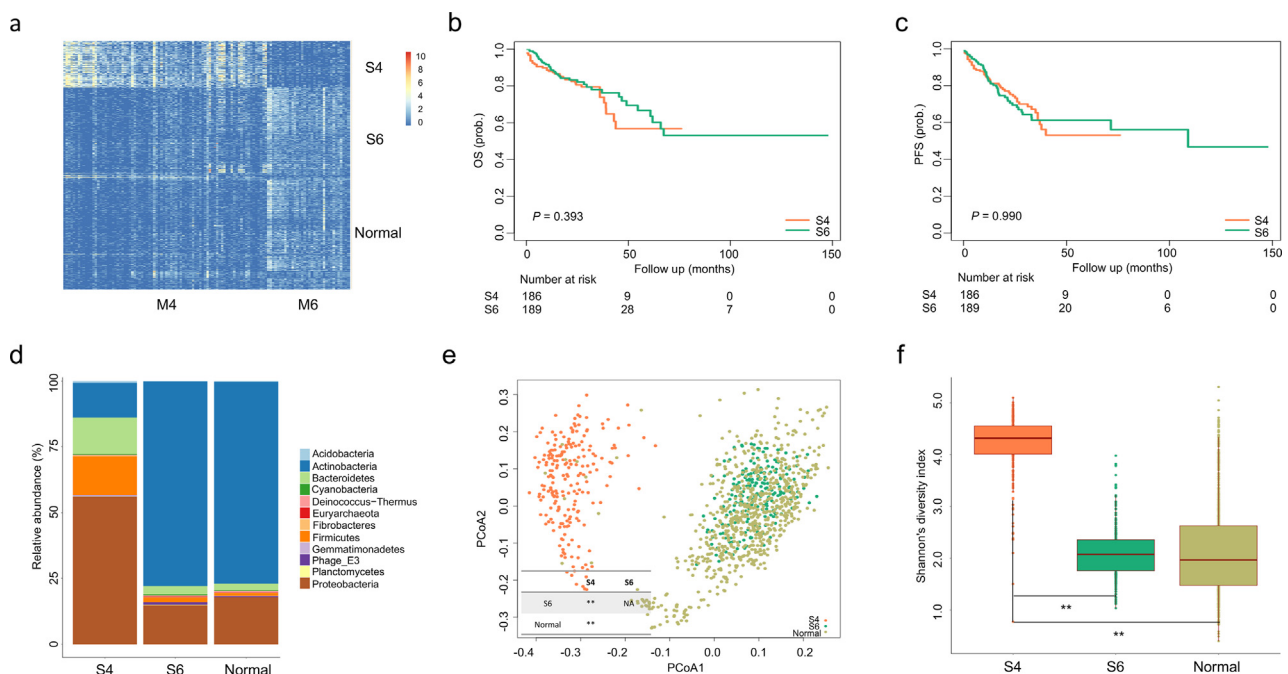 a
10
8
6
4
2
0
S4
S6
Normal
M4
M6
b
OS (prob.)
1.0
0.8
0.6
0.4
0.2
0.0
P = 0.393
S4
S6
0
50
100
150
Follow up (months)
Number at risk
S4 186 9 0 0
S6 189 28 7 0
c
PFS (prob.)
1.0
0.8
0.6
0.4
0.2
0.0
P = 0.990
S4
S6
0
50
100
150
Follow up (months)
Number at risk
S4 186 9 0 0
S6 189 20 6 0
d
Relative abundance (%)
100
75
50
25
0
S4
S6
Normal
Acidobacteria
Actinobacteria
Bacteroidetes
Cyanobacteria
Deinococcus-Thermus
Euryarchaeota
Fibrobacteres
Firmicutes
Gemmatimonadetes
Phage_E3
Planctomycetes
Proteobacteria
e
PCoA2
0.3
0.2
0.1
0.0
-0.1
-0.2
-0.3
S4 S6
S6 ** NA
Normal **
S4
S6
Normal
-0.4
-0.3
-0.2
-0.1
0.0
0.1
0.2
PCoA1
f
Shannon's diversity index
5.0
4.0
3.0
2.0
1.0
**
**
S4
S6
Normal